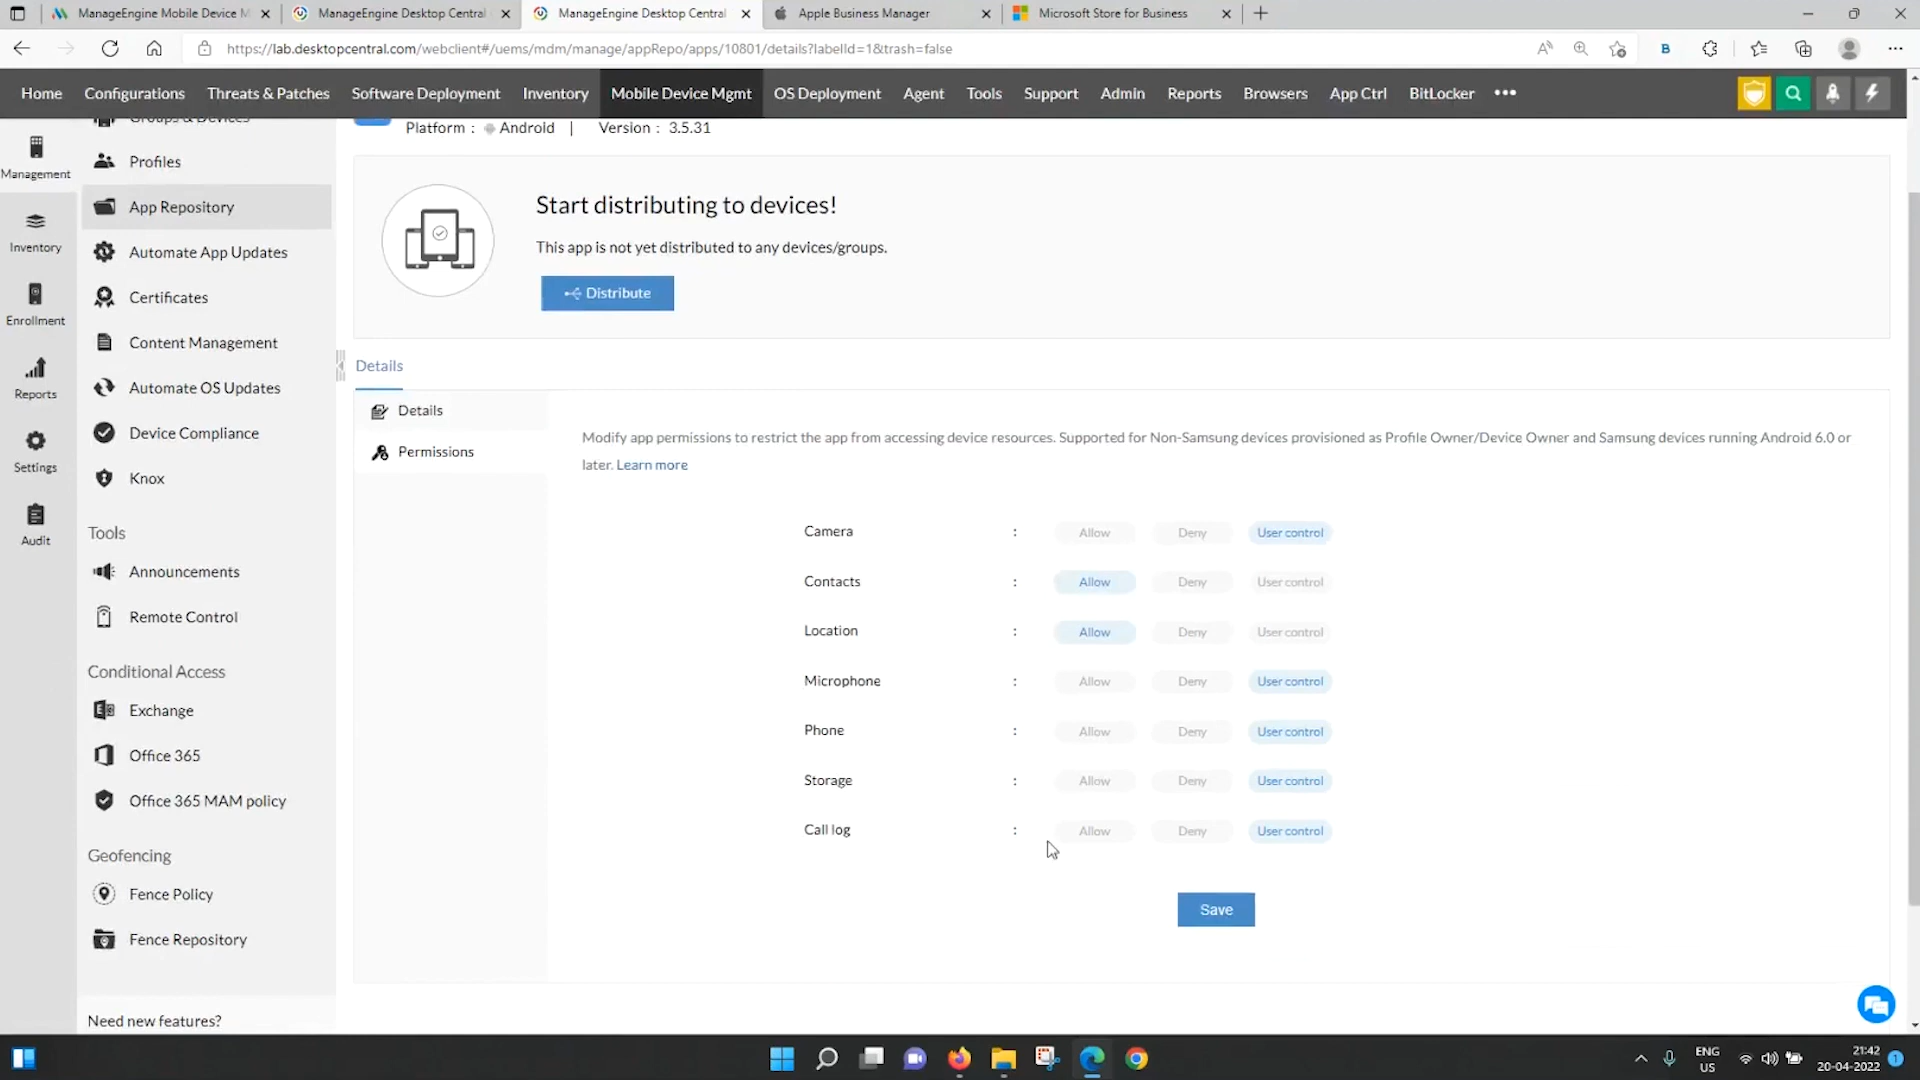 ManageEngine Mobile Device M
ManageEngine Desktop Central
ManageEngine Desktop Central
Apple Business Manager
Microsoft Store for Business
https://lab.desktopcentral.com/webclient#/uems/mdm/manage/appRepo/apps/10801/details?labelId=1&trash=false
Home Configurations Threats & Patches Software Deployment Inventory Mobile Device Mgmt OS Deployment Agent Tools Support Admin Reports Browsers App Ctrl BitLocker •••
Management
Inventory
Enrollment
Reports
Settings
Audit
Groups & Devices
Profiles
App Repository
Automate App Updates
Certificates
Content Management
Automate OS Updates
Device Compliance
Knox
Tools
Announcements
Remote Control
Conditional Access
Exchange
Office 365
Office 365 MAM policy
Geofencing
Fence Policy
Fence Repository
Need new features?
Platform : Android | Version : 3.5.31
Start distributing to devices!
This app is not yet distributed to any devices/groups.
Distribute
Details
Details
Permissions
Modify app permissions to restrict the app from accessing device resources. Supported for Non-Samsung devices provisioned as Profile Owner/Device Owner and Samsung devices running Android 6.0 or
later. Learn more
Camera : Allow Deny User control
Contacts : Allow Deny User control
Location : Allow Deny User control
Microphone : Allow Deny User control
Phone : Allow Deny User control
Storage : Allow Deny User control
Call log : Allow Deny User control
Save
ENG
US
21:42
20-04-2022
1